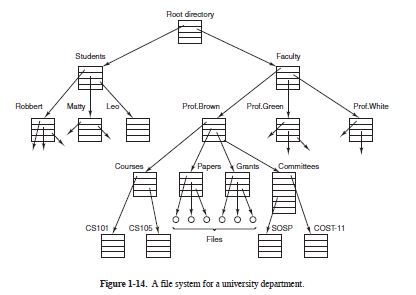 Root directory
Students Faculty
Robbert Matty Leo Prof.Brown Prof.Green Prof.White
Courses Papers Grants Committees
CS101 CS105 SOSP COST-11
Files
Figure 1-14. A file system for a university department.